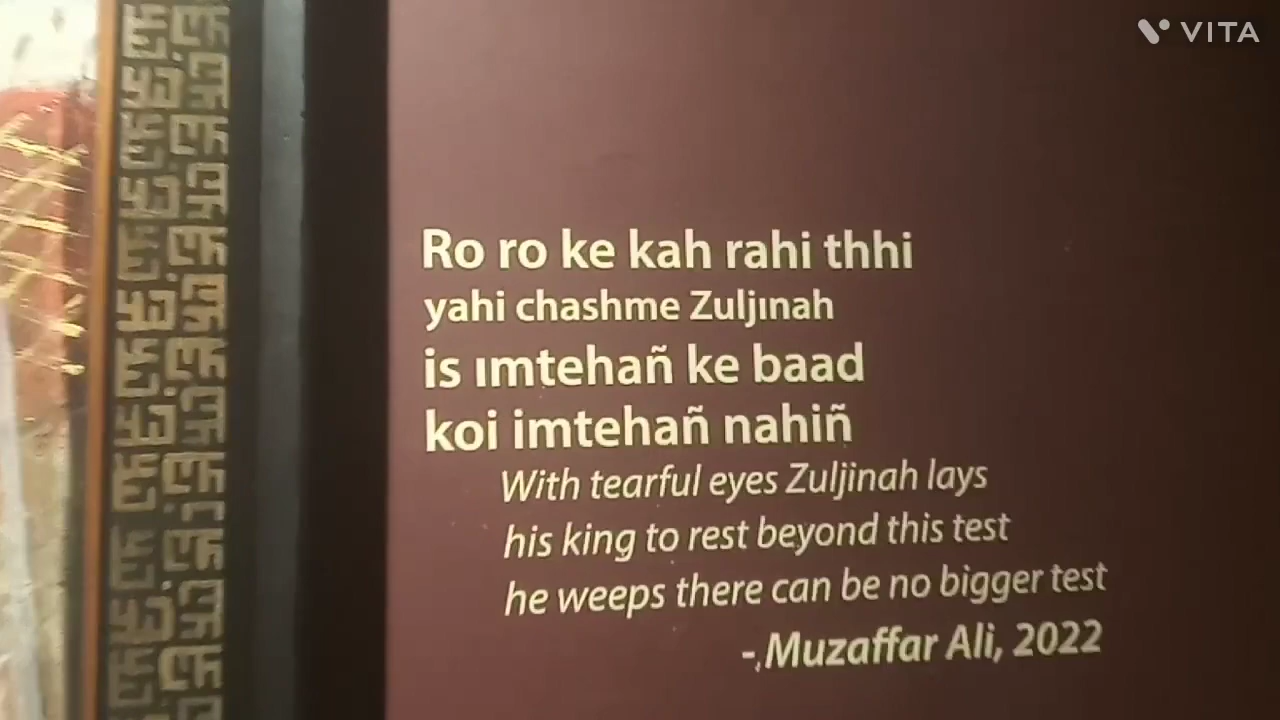 VITA
Ro ro ke kah rahi thhi
yahi chashme Zuljınah
is ımtehañ ke baad
koi imtehañ nahiñ
With tearful eyes Zuljinah lays
his king to rest beyond this test
he weeps there can be no bigger test
- Muzaffar Ali, 2022